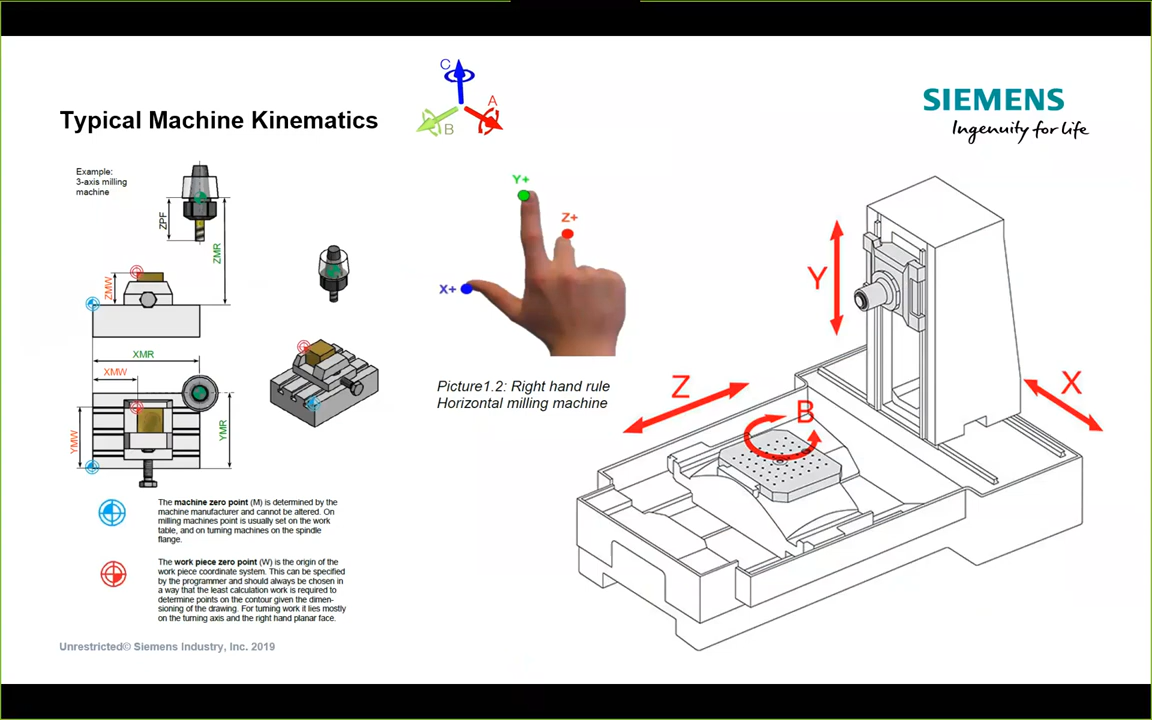 Typical Machine Kinematics
C
A
B
SIEMENS
Ingenuity for life
Example:
3-axis milling
machine
ZPF
ZMR
ZMW
XMR
XMW
YMW
YMR
Y+
Z+
X+
Picture1.2: Right hand rule
Horizontal milling machine
Y
Z
B
X
The machine zero point (M) is determined by the
machine manufacturer and cannot be altered. On
milling machines point is usually set on the work
table, and on turning machines on the spindle
flange.
The work piece zero point (W) is the origin of the
work piece coordinate system. This can be specified
by the programmer and should always be chosen in
a way that the least calculation work is required to
determine points on the contour given the dimen-
sioning of the drawing. For turning work it lies mostly
on the turning axis and the right hand planar face.
Unrestricted© Siemens Industry, Inc. 2019